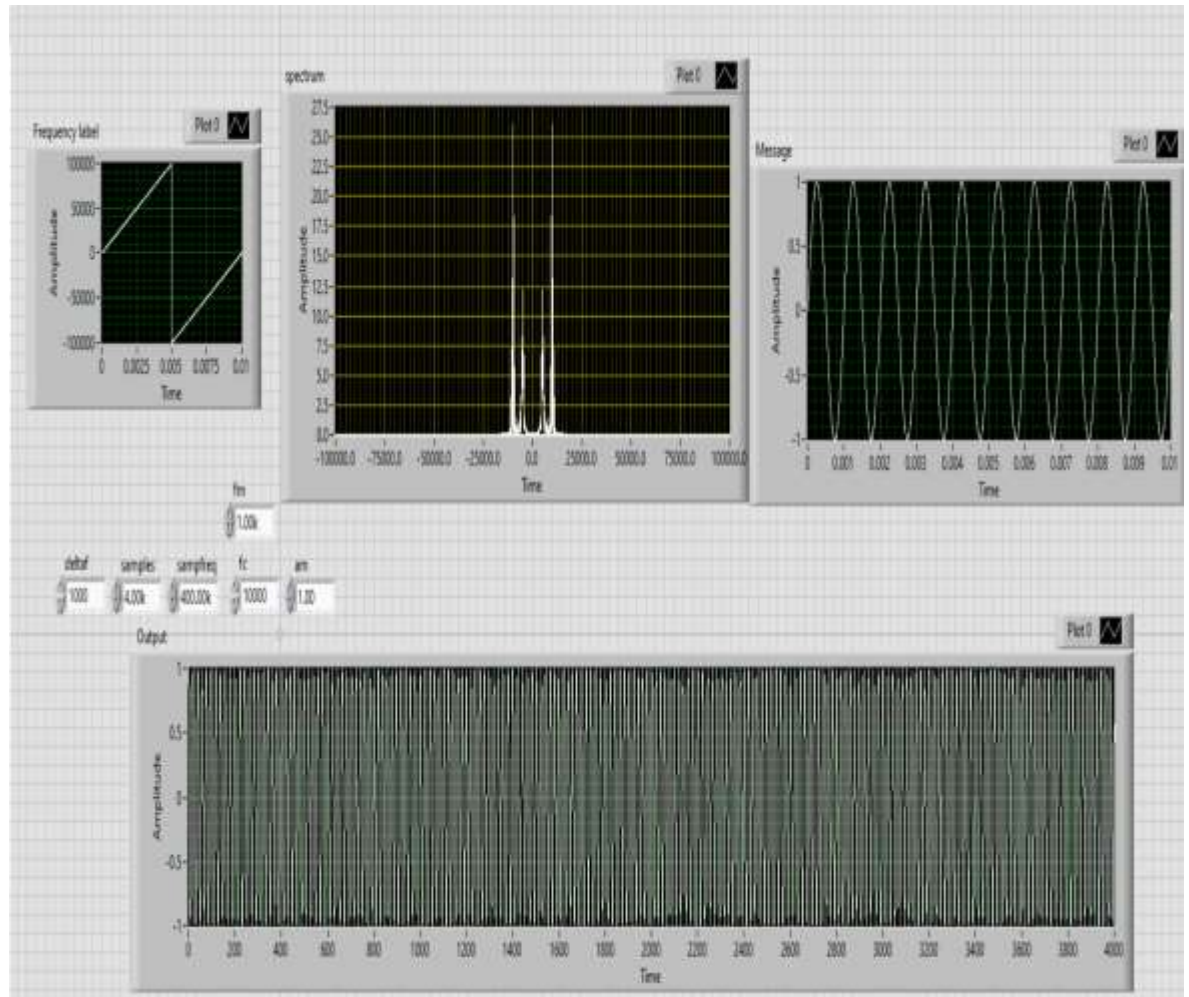 spectrum
Plot 0
Frequency label
Plot 0
Amplitude
100000
50000
0
-50000
-100000
0 0.0025 0.005 0.0075 0.01
Time
Amplitude
27.5
25.0
22.5
20.0
17.5
15.0
12.5
10.0
7.5
5.0
2.5
0.0
-100000.0 -75000.0 -50000.0 -25000.0 0.0 25000.0 50000.0 75000.0 100000.0
Time
Message
Plot 0
Amplitude
1
0.5
0
-0.5
-1
0 0.001 0.002 0.003 0.004 0.005 0.006 0.007 0.008 0.009 0.01
Time
fm
1.00k
deltaf samples sampfreq fc am
1000 4.00k 400.00k 10000 1.00
Output
Plot 0
Amplitude
1
0.5
0
-0.5
-1
0 200 400 600 800 1000 1200 1400 1600 1800 2000 2200 2400 2600 2800 3000 3200 3400 3600 3800 4000
Time